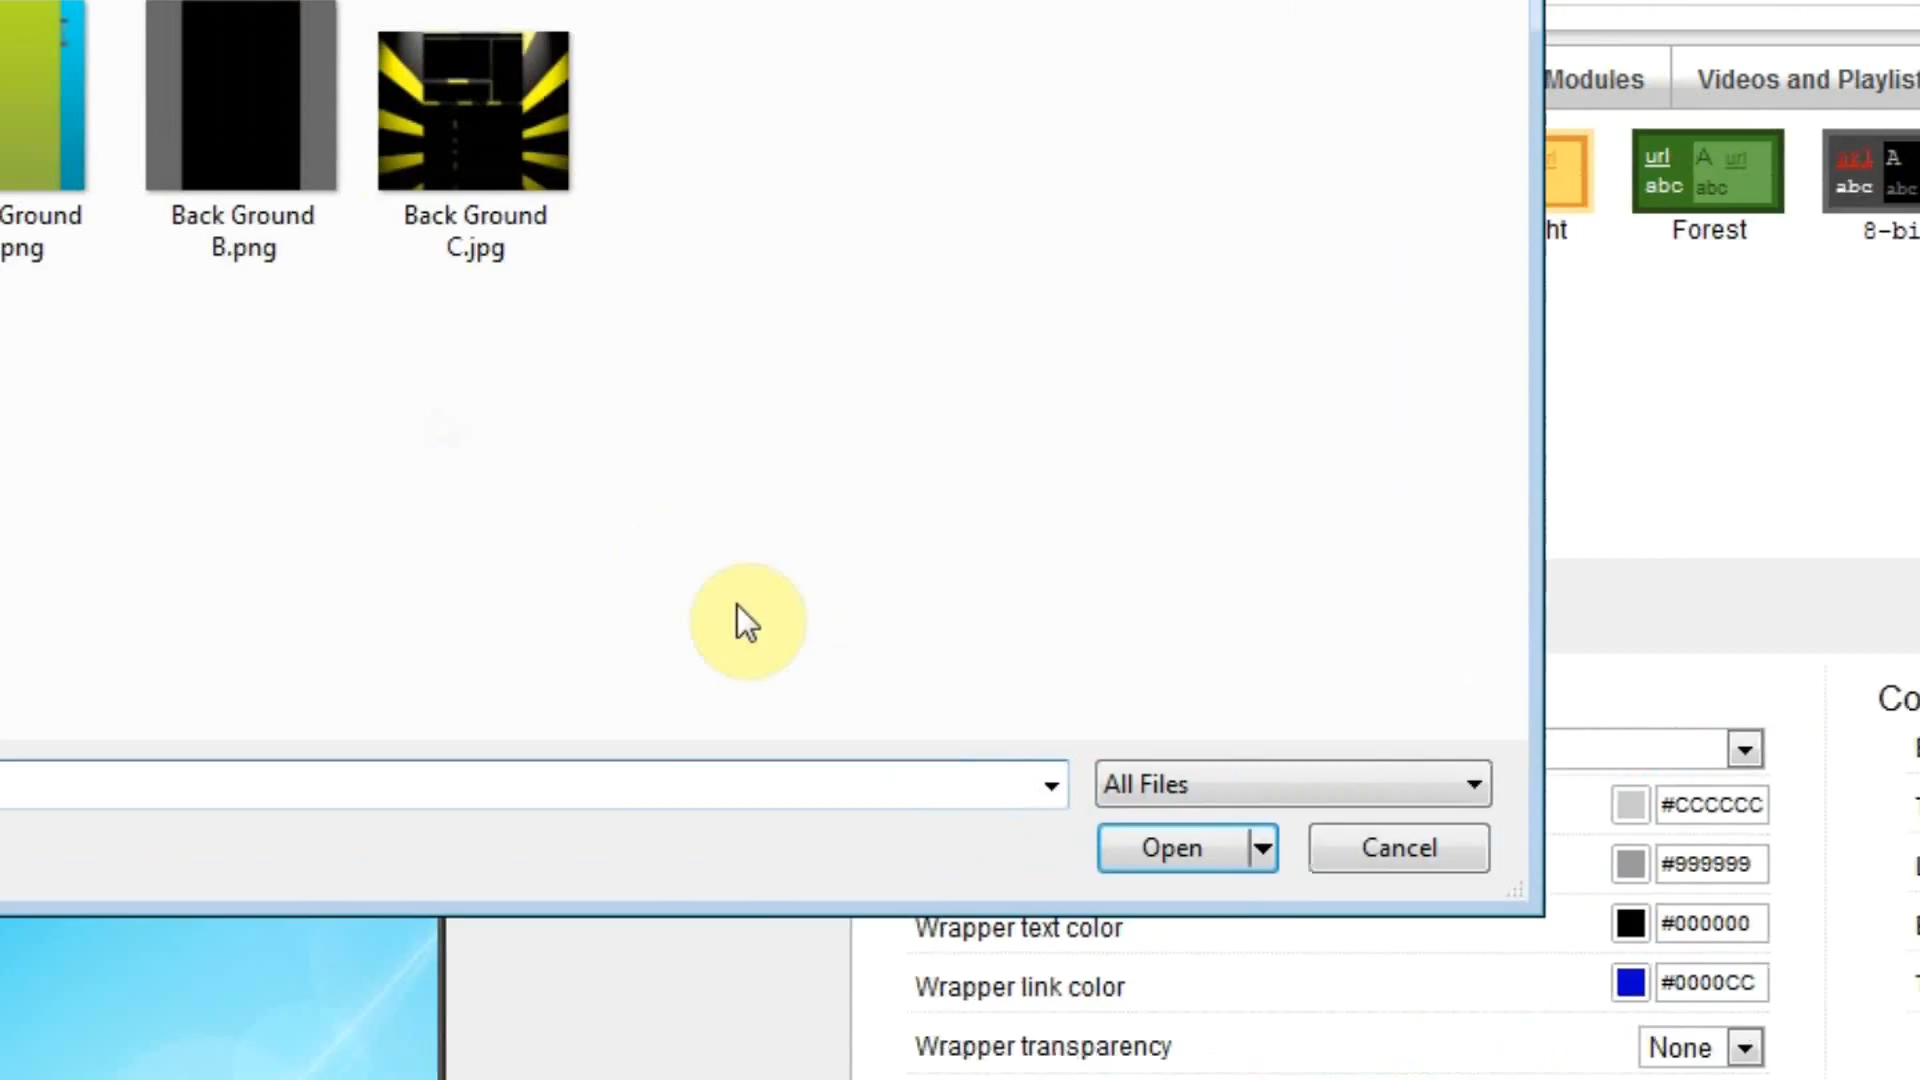 Modules
Videos and Playlist
url A url
abc abc
url A
abc abc
Ground
png
Back Ground
B.png
Back Ground
C.jpg
ht
Forest
8-bi
Co
All Files
#CCCCCC
Open
Cancel
#999999
Wrapper text color
#000000
Wrapper link color
#0000CC
Wrapper transparency
None